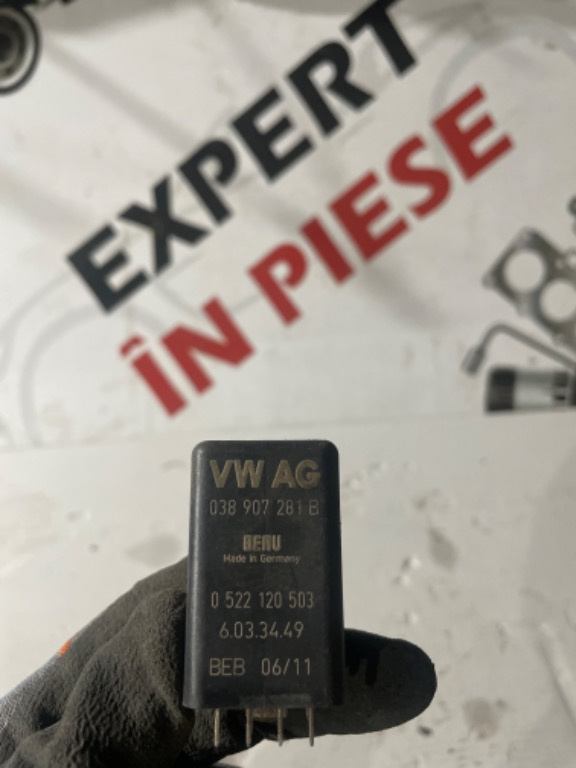 EXPERT
ÎN PIESE
VW AG
038 907 281 B
BERU
Made in Germany
0 522 120 503
6.03.34.49
BEB 06/11